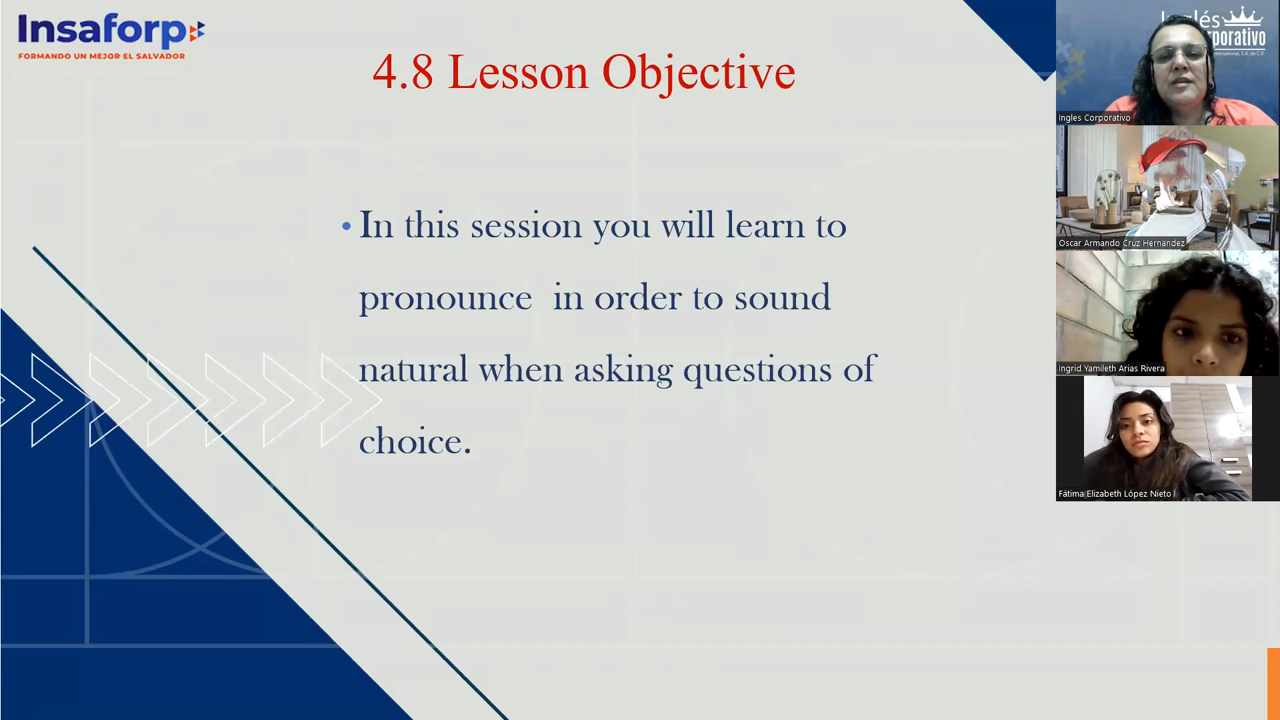 Insaforp
FORMANDO UN MEJOR EL SALVADOR
4.8 Lesson Objective
• In this session you will learn to
pronounce in order to sound
natural when asking questions of
choice.
Inglés
Corporativo
Ingles Corporativo
Oscar Armando Cruz Hernandez
Ingrid Yamileth Arias Rivera
Fátima Elizabeth López Nieto